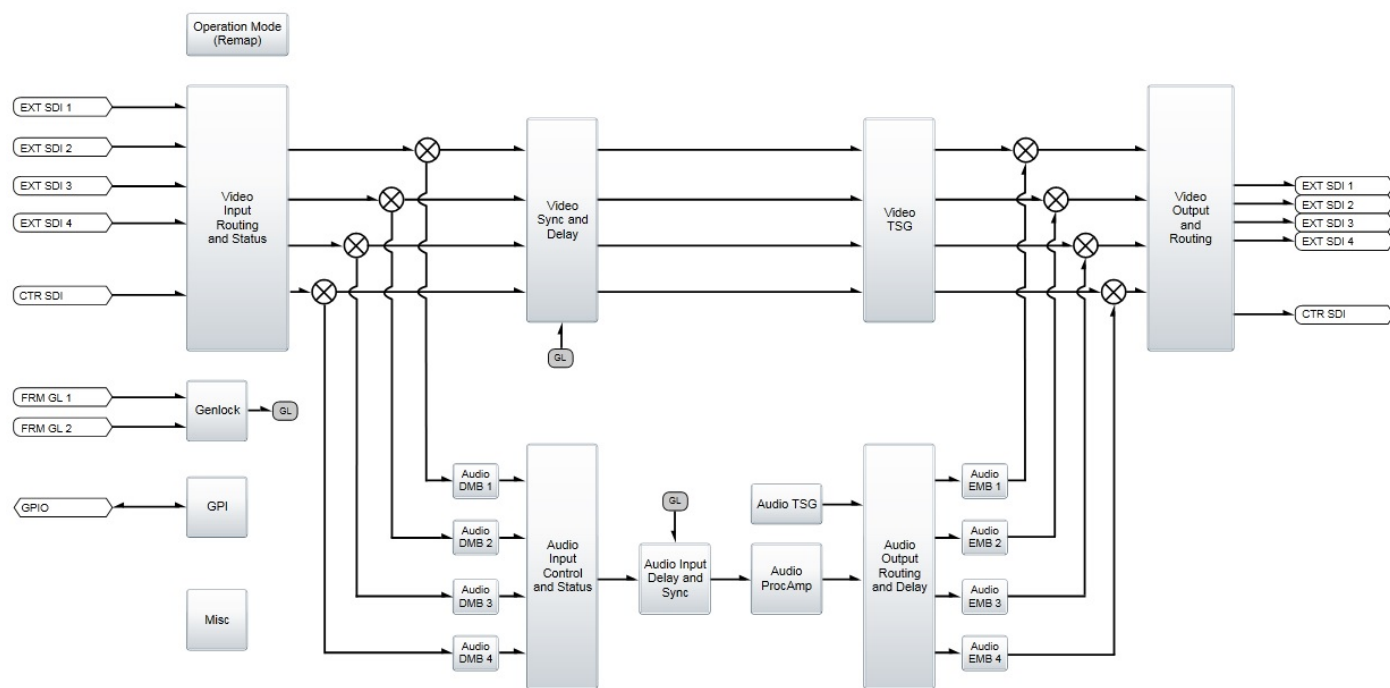 Operation Mode
(Remap)
EXT SDI 1
EXT SDI 2
EXT SDI 3
EXT SDI 4
CTR SDI
Video
Input
Routing
and Status
Video
Sync and
Delay
GL
Video
TSG
Video
Output
and
Routing
EXT SDI 1
EXT SDI 2
EXT SDI 3
EXT SDI 4
CTR SDI
FRM GL 1
FRM GL 2
Genlock
GL
GPIO
GPI
Misc
Audio
DMB 1
Audio
DMB 2
Audio
DMB 3
Audio
DMB 4
Audio
Input
Control
and Status
GL
Audio Input
Delay and
Sync
Audio TSG
Audio
ProcAmp
Audio
Output
Routing
and Delay
Audio
EMB 1
Audio
EMB 2
Audio
EMB 3
Audio
EMB 4